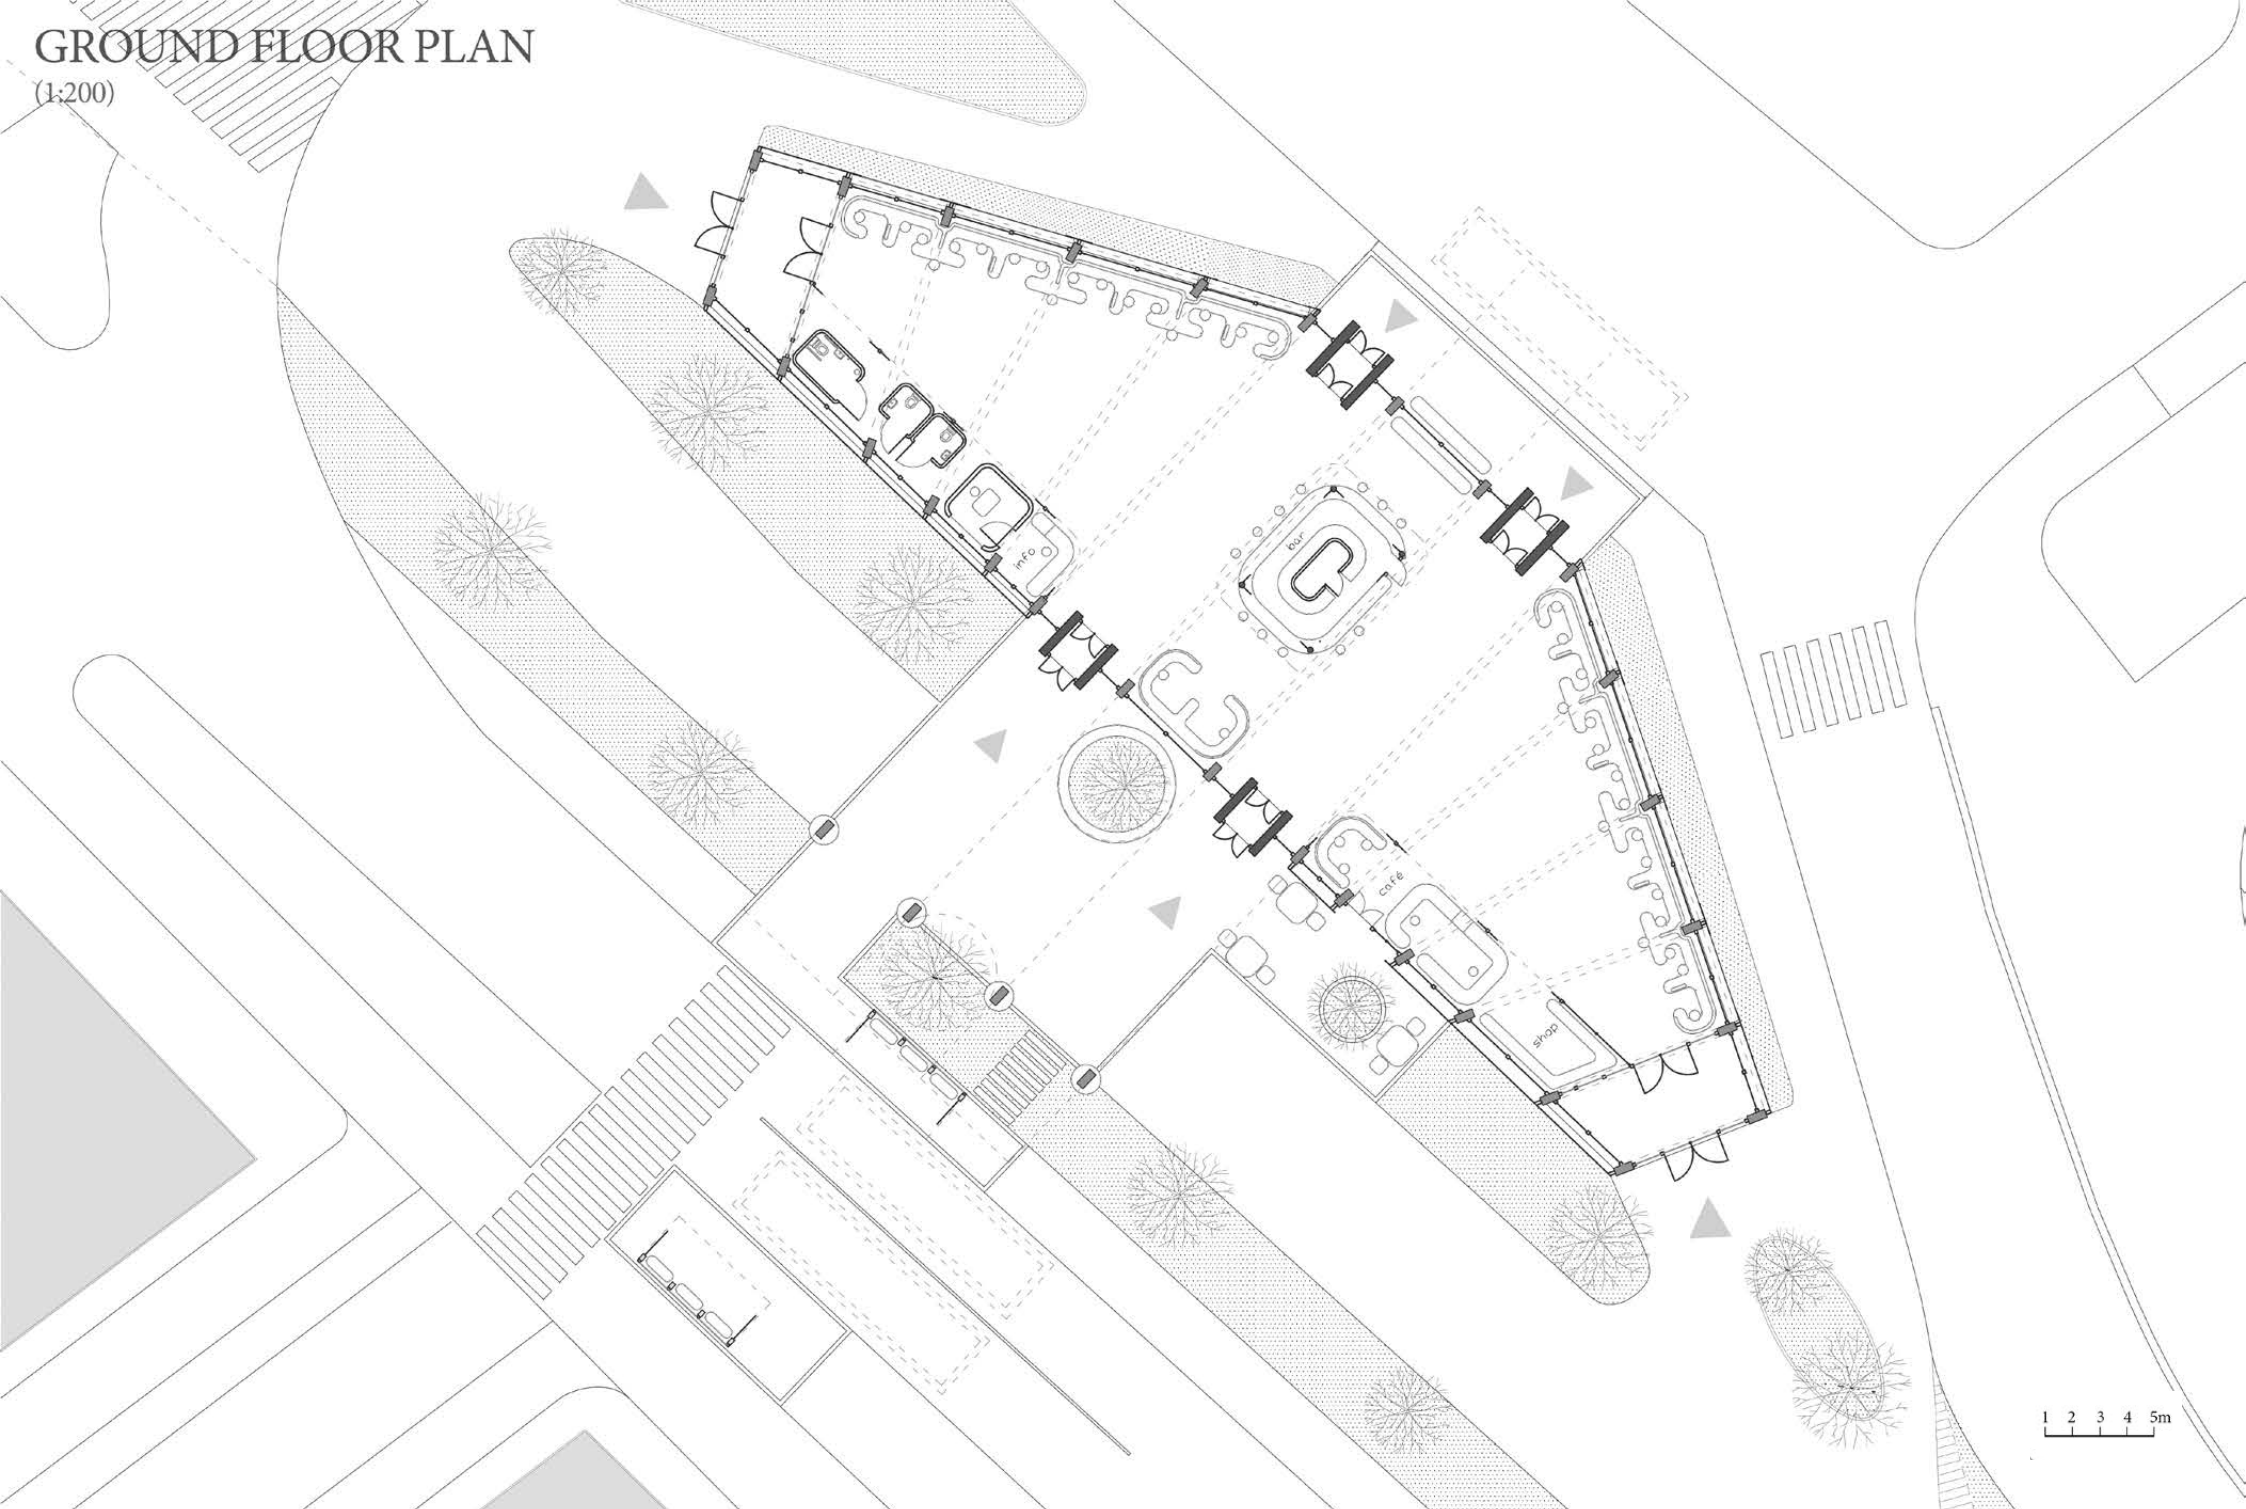 GROUND FLOOR PLAN
(1:200)
bar
info
café
shop
1 2 3 4 5m